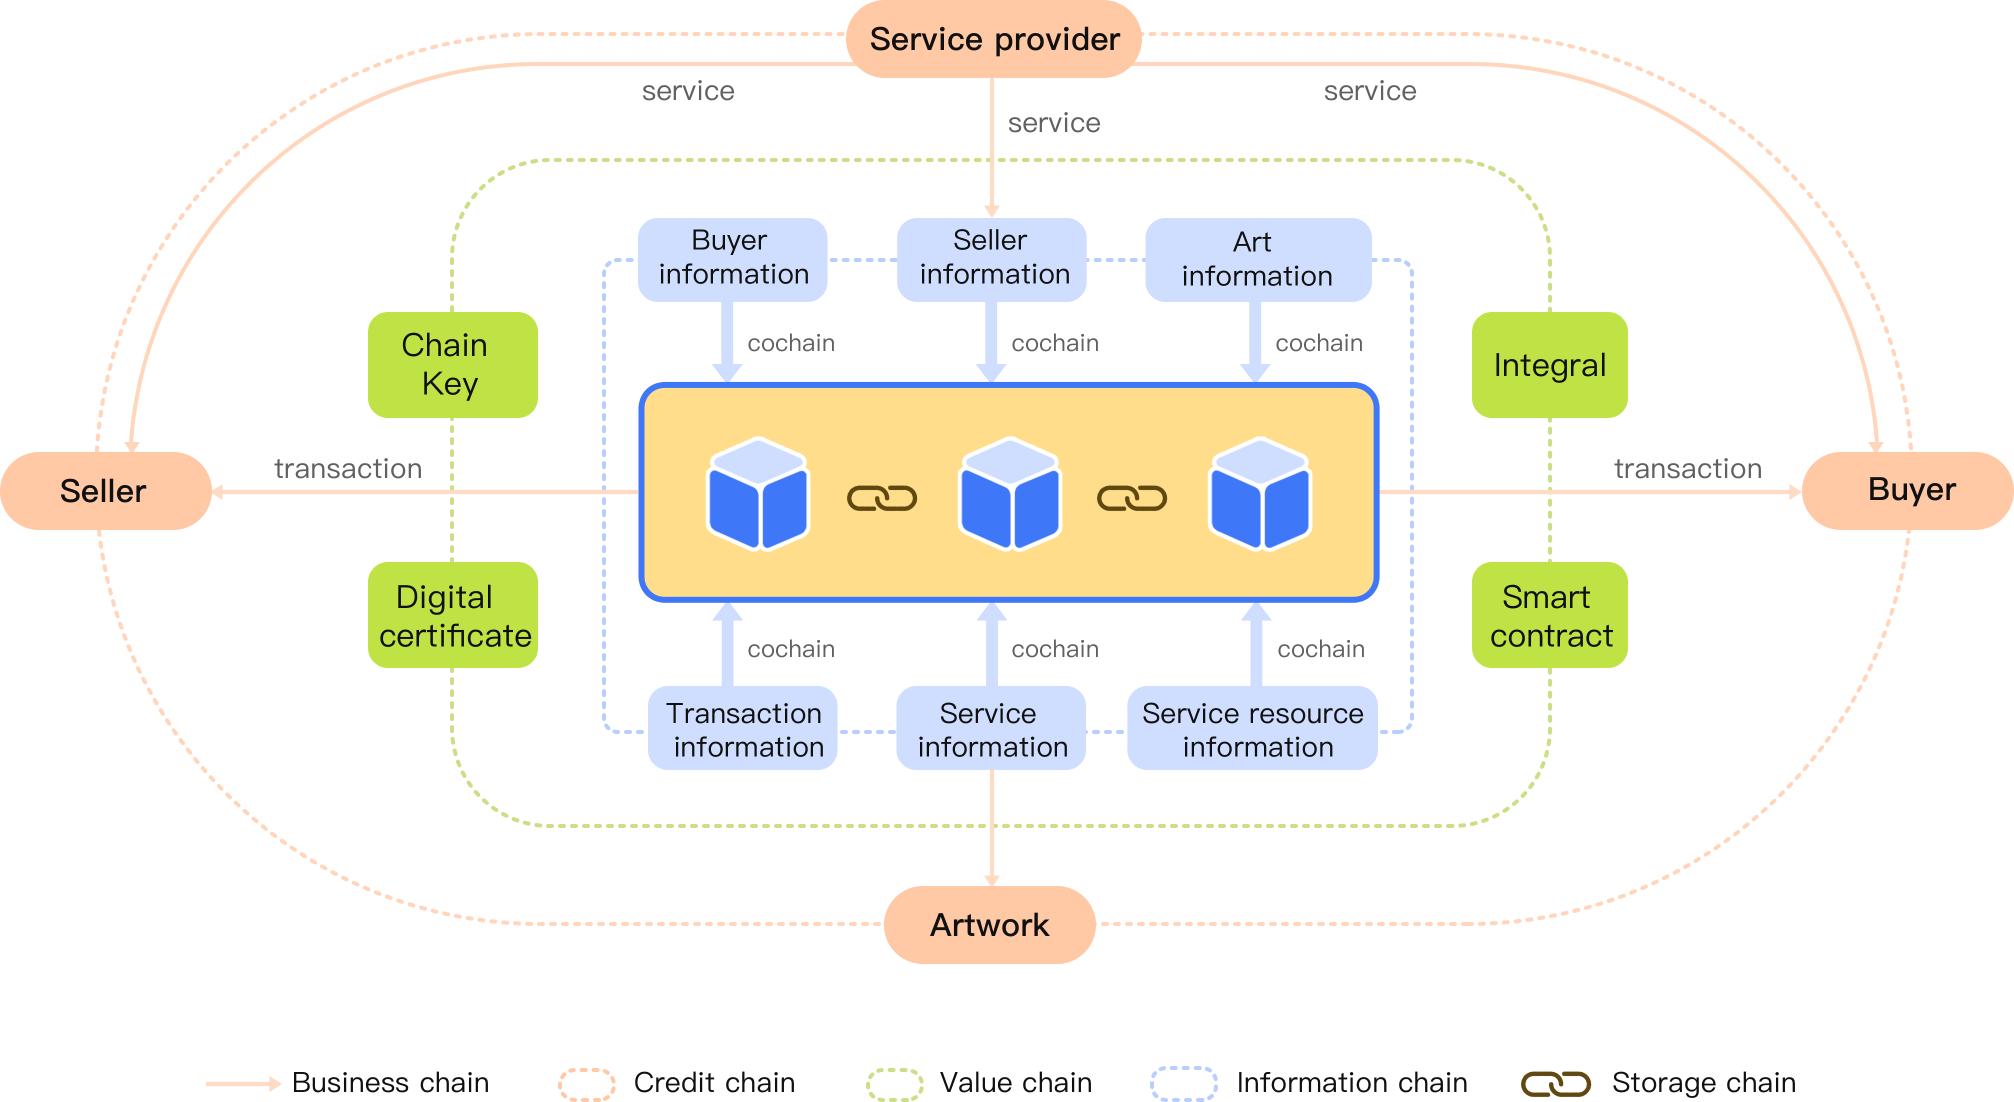 Service provider
service
service
service
Buyer
information
Seller
information
Art
information
Chain
Key
cochain
cochain
cochain
Integral
Seller
transaction
transaction
Buyer
Digital
certificate
Smart
contract
cochain
cochain
cochain
Transaction
information
Service
information
Service resource
information
Artwork
Business chain
Credit chain
Value chain
Information chain
Storage chain